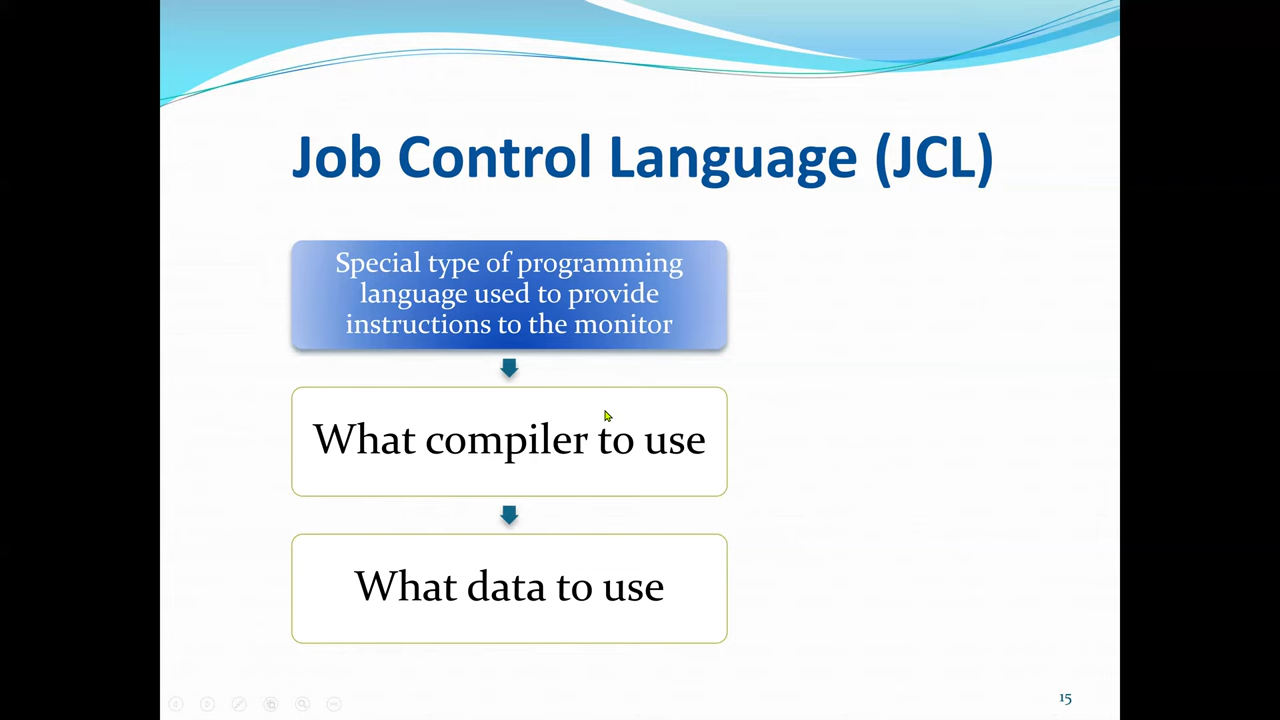 Job Control Language (JCL)
Special type of programming
language used to provide
instructions to the monitor
What compiler to use
What data to use
15